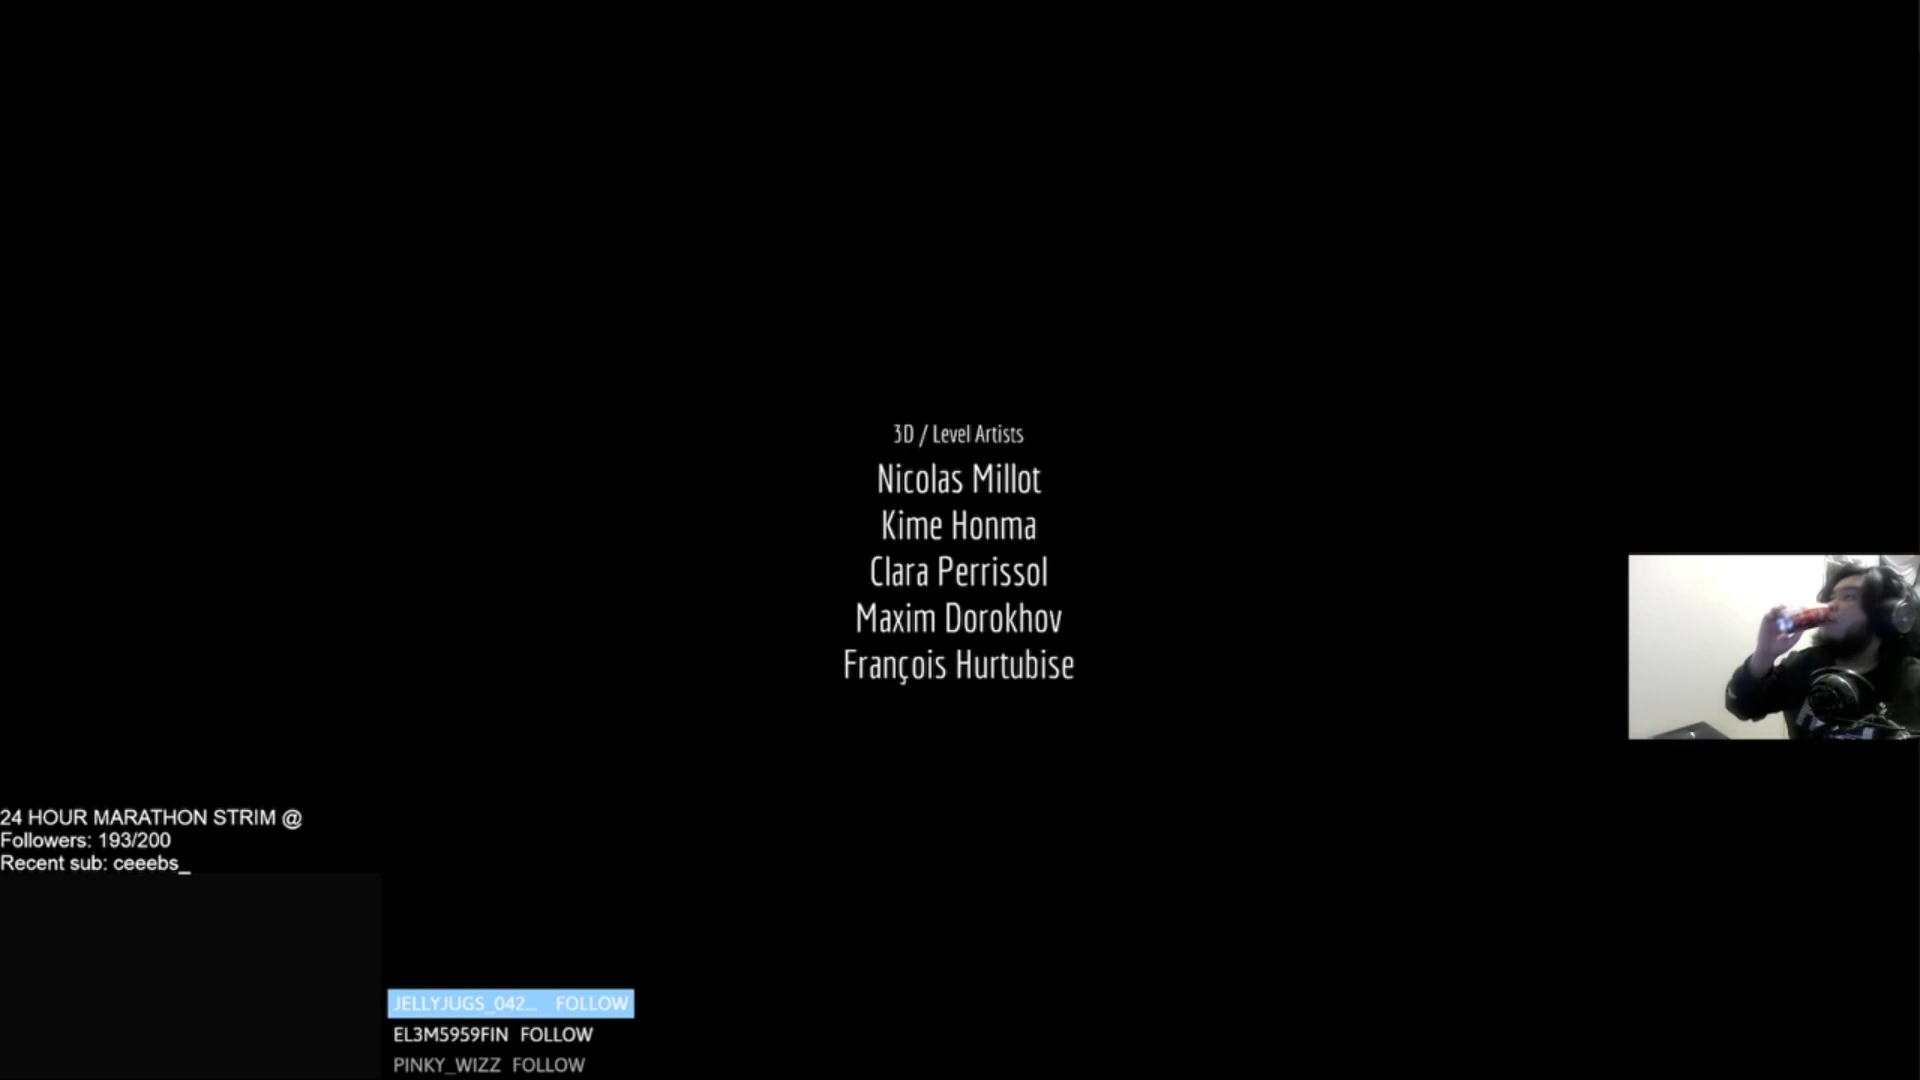 3D / Level Artists
Nicolas Millot
Kime Honma
Clara Perrissol
Maxim Dorokhov
François Hurtubise
24 HOUR MARATHON STRIM @
Followers: 193/200
Recent sub: ceeebs_
JELLYJUGS_042... FOLLOW
EL3M5959FIN FOLLOW
PINKY_WIZZ FOLLOW